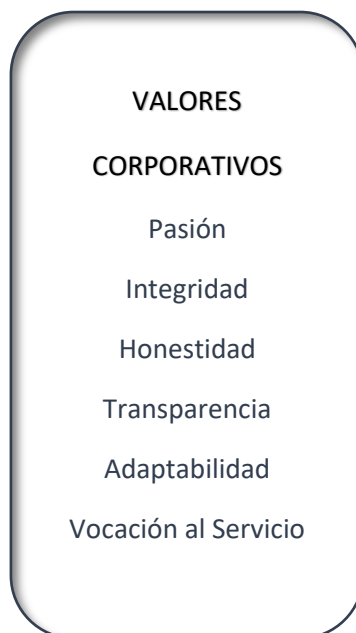 VALORES
CORPORATIVOS
Pasión
Integridad
Honestidad
Transparencia
Adaptabilidad
Vocación al Servicio